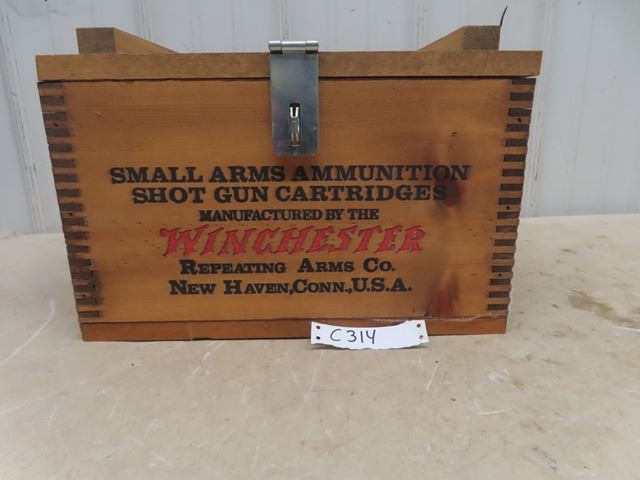 SMALL ARMS AMMUNITION
SHOT GUN CARTRIDGES
MANUFACTURED BY THE
WINCHESTER
REPEATING ARMS CO.
NEW HAVEN, CONN., U.S.A.
C314